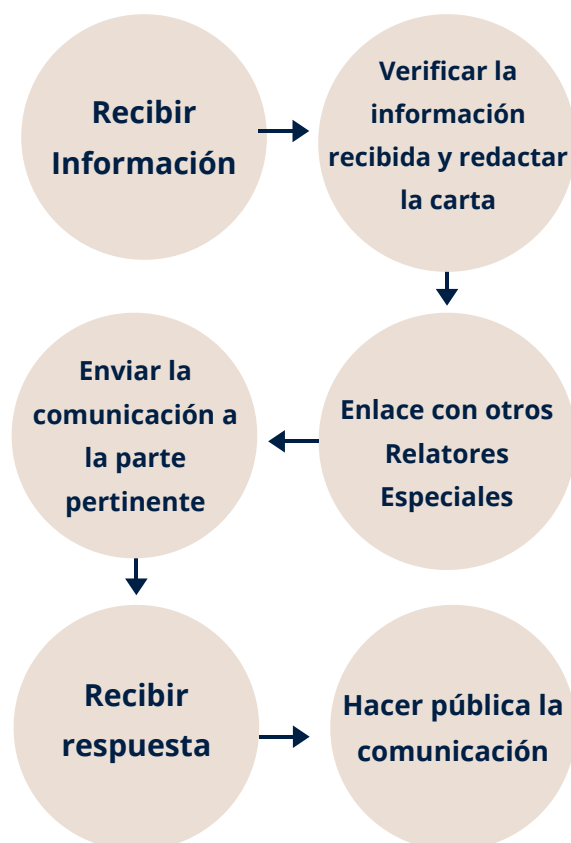 Recibir
Información
Verificar la
información
recibida y redactar
la carta
Enlace con otros
Relatores
Especiales
Enviar la
comunicación a
la parte
pertinente
Recibir
respuesta
Hacer pública la
comunicación